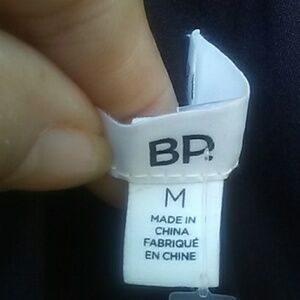 BP.
M
MADE IN
CHINA
FABRIQUÉ
EN CHINE